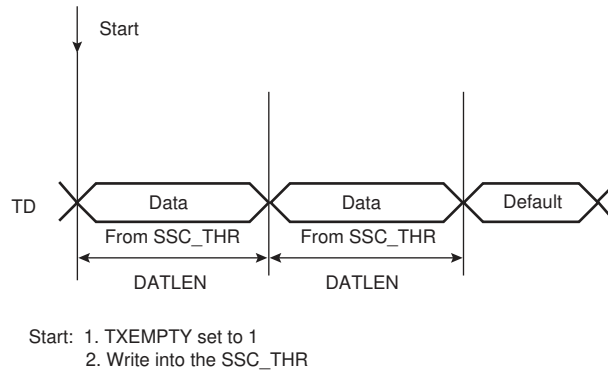 Start
TD
Data
Data
Default
From SSC_THR
From SSC_THR
DATLEN
DATLEN
Start: 1. TXEMPTY set to 1
2. Write into the SSC_THR